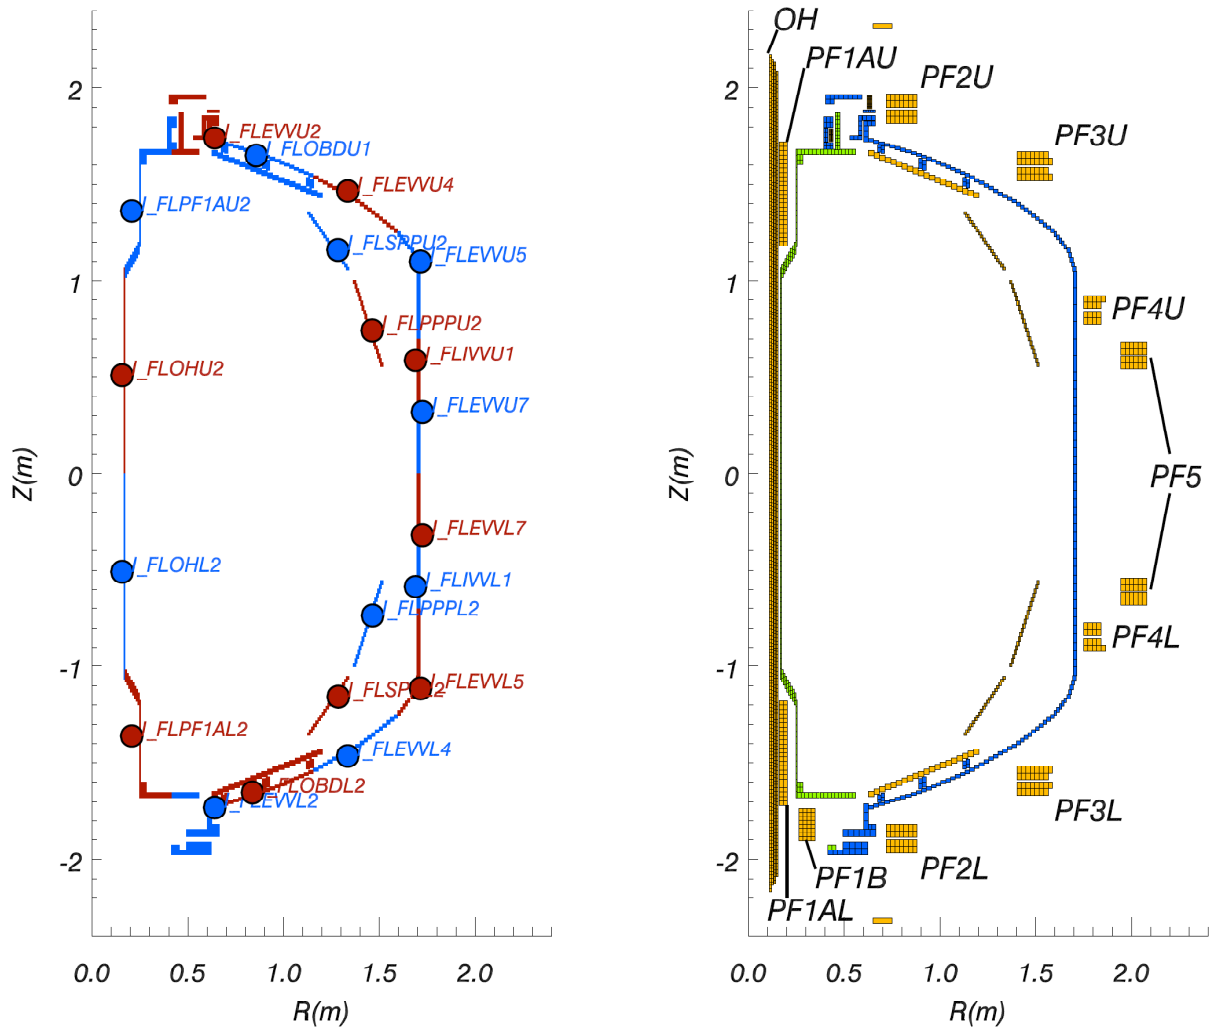 2
1
0
-1
-2
Z(m)
0.0 0.5 1.0 1.5 2.0
R(m)
I_FLEVVU2
I_FLOBDU1
I_FLEVVU4
I_FLPF1AU2
I_FLSPPU2
I_FLEVVU5
I_FLPPPU2
I_FLIVVU1
I_FLOHU2
I_FLEVVU7
I_FLEVVL7
I_FLOHL2
I_FLIVVL1
I_FLPPPL2
I_FLEVVL5
I_FLPF1AL2
I_FLEVVL4
I_FLOBDL2
I_FLEVVL2
OH
PF1AU
PF2U
PF3U
PF4U
PF5
PF4L
PF3L
PF2L
PF1B
PF1AL
2
1
0
-1
-2
Z(m)
0.0 0.5 1.0 1.5 2.0
R(m)